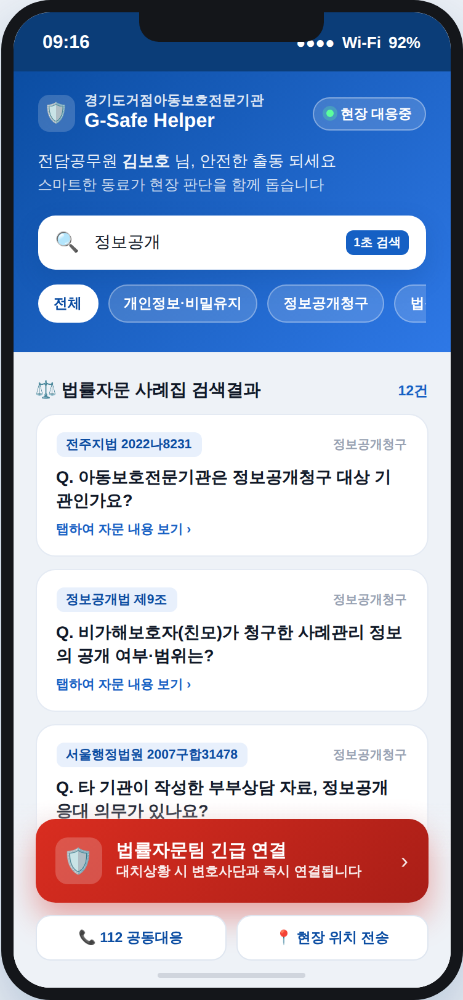 09:16
Wi-Fi 92%
경기도거점아동보호전문기관
G-Safe Helper
현장 대응중
전담공무원 김보호 님, 안전한 출동 되세요
스마트한 동료가 현장 판단을 함께 돕습니다
정보공개
1초 검색
전체
개인정보·비밀유지
정보공개청구
법
법률자문 사례집 검색결과
12건
전주지법 2022나8231
정보공개청구
Q. 아동보호전문기관은 정보공개청구 대상 기
관인가요?
탭하여 자문 내용 보기 ›
정보공개법 제9조
정보공개청구
Q. 비가해보호자(친모)가 청구한 사례관리 정보
의 공개 여부·범위는?
탭하여 자문 내용 보기 ›
서울행정법원 2007구합31478
정보공개청구
Q. 타 기관이 작성한 부부상담 자료, 정보공개
응대 의무가 있나요?
법률자문팀 긴급 연결
대치상황 시 변호사단과 즉시 연결됩니다
›
112 공동대응
현장 위치 전송